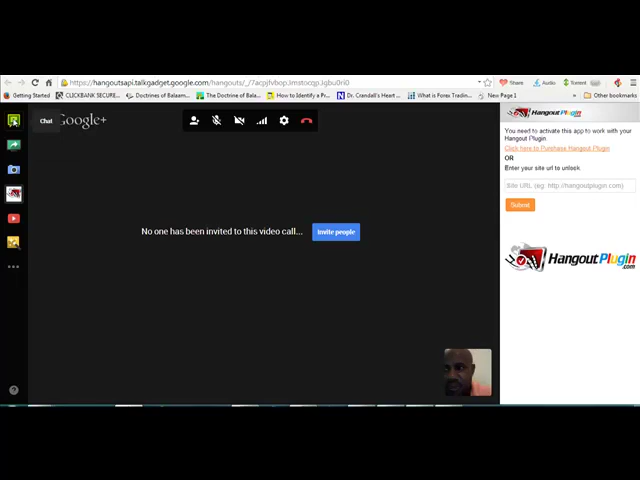 https://hangoutsapi.talkgadget.google.com/hangouts/_/7acpjfvbop
Share
Audio
Torrent
Getting Started
CLICKBANK SECURE...
Doctrines of Balaam...
The Doctrine of Bala...
How to Identify a Pr...
Dr. Crandall's Heart ...
What is Forex Trading...
New Page 1
Other bookmarks
Chat
Google+
HangoutPlugin
You need to activate this app to work with your
Hangout Plugin.
Click here to Purchase Hangout Plugin
OR
Enter your site url to unlock.
Site URL (eg: http://hangoutplugin.com)
Submit
HangoutPlugin
.com
No one has been invited to this video call...
Invite people